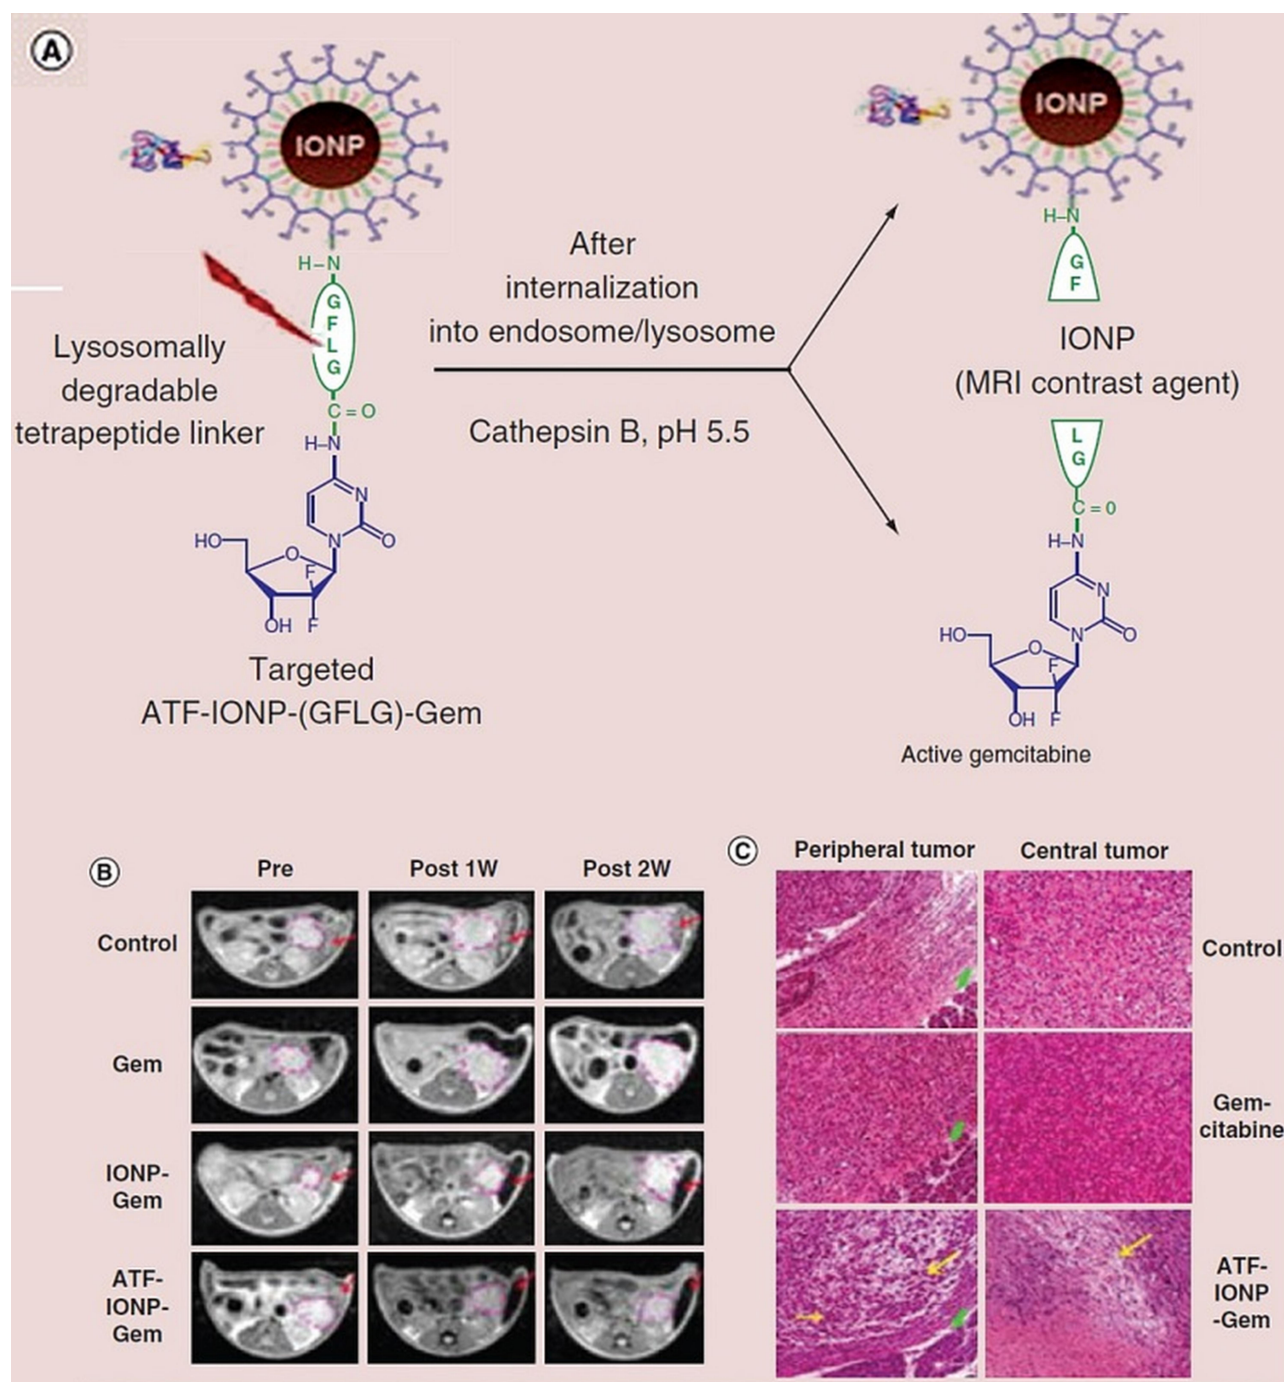 A
IONP
H–N
G
F
L
G
C=O
H–N
N
N
O
HO
O
F
OH F
Lysosomally
degradable
tetrapeptide linker
Targeted
ATF-IONP-(GFLG)-Gem
After
internalization
into endosome/lysosome
Cathepsin B, pH 5.5
IONP
H–N
G
F
IONP
(MRI contrast agent)
L
G
C=0
H–N
N
N
O
HO
O
F
OH F
Active gemcitabine
B
Pre Post 1W Post 2W
Control
Gem
IONP-
Gem
ATF-
IONP-
Gem
C
Peripheral tumor Central tumor
Control
Gem-
citabine
ATF-
IONP
-Gem